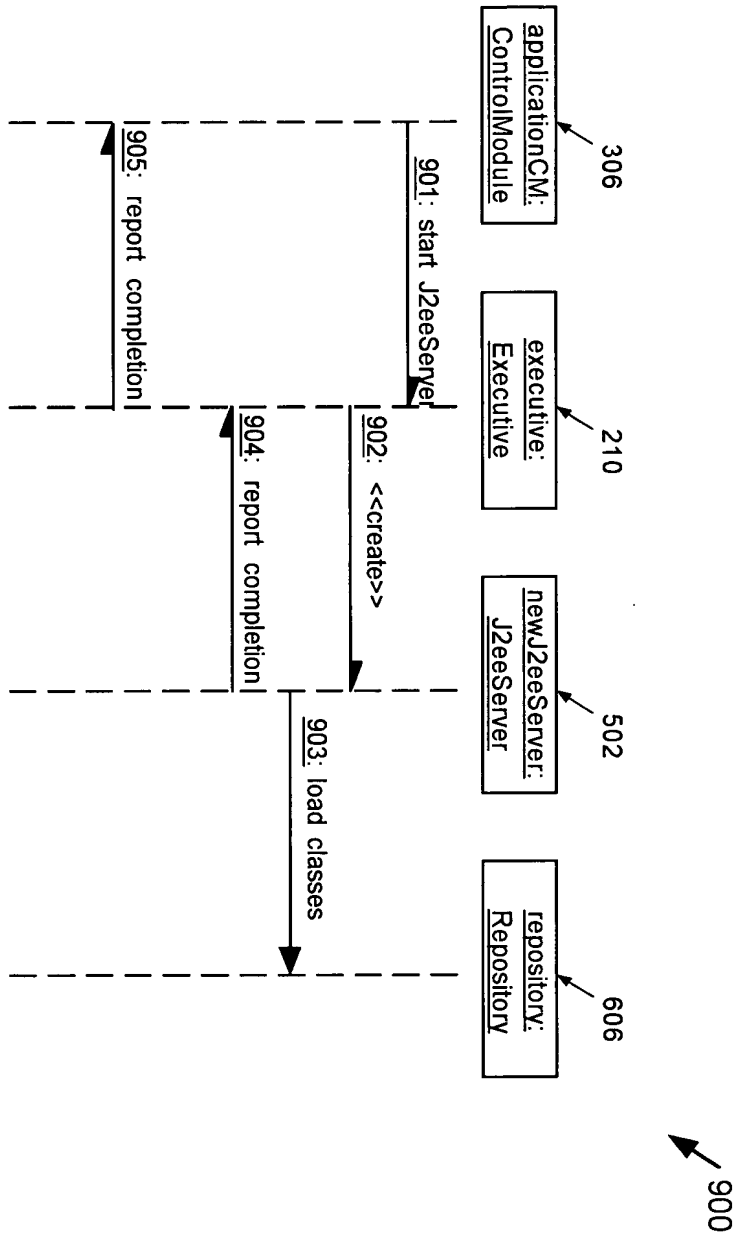 900
306
210
502
606
applicationCM:
ControlModule
executive:
Executive
newJ2eeServer:
J2eeServer
repository:
Repository
901: start J2eeServer
902: <<create>>
903: load classes
904: report completion
905: report completion